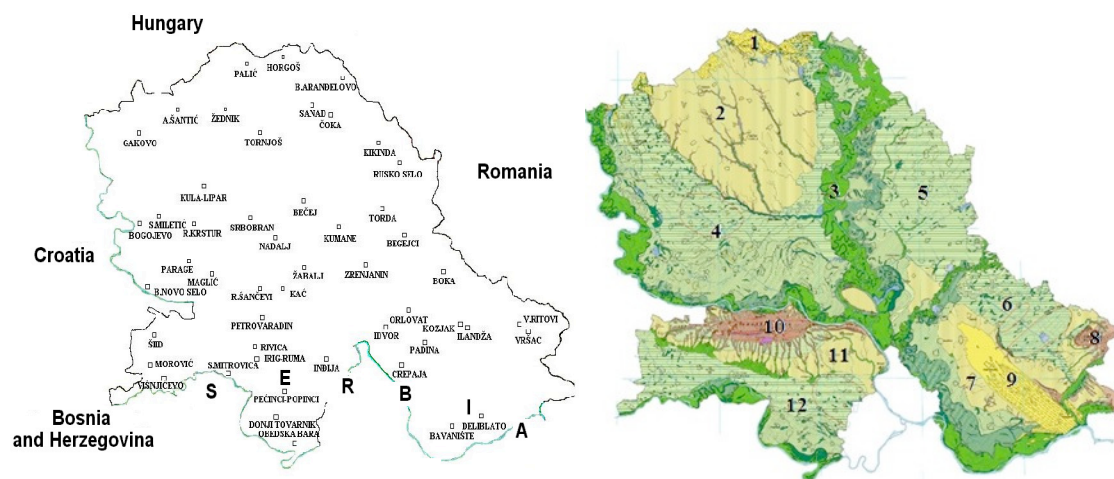 Hungary
HORGOŠ
PALIĆ
B.ARANĐELOVO
SANAD
A.ŠANTIĆ
ŽEDNIK
ČOKA
GAKOVO
TORNJOŠ
KIKINDA
RUSKO SELO
Romania
KULA-LIPAR
BEČEJ
TORDA
S.MILETIĆ
BOGOJEVO
R.KRSTUR
SRBOBRAN
NADALJ
KUMANE
BEGEJCI
Croatia
PARAGE
MAGLIĆ
ŽABALJ
ZRENJANIN
BOKA
B.NOVO SELO
R.ŠANČEVI
KAĆ
PETROVARADIN
ORLOVAT
IDVOR
KOZJAK
ILANDŽA
V.RITOVI
VRŠAC
ŠID
RIVICA
PADINA
MOROVIĆ
S.MITROVICA
IRIG-RUMA
INĐIJA
CREPAJA
VIŠNJIĆEVO
S E R B I A
PEĆINCI-POPINCI
Bosnia
and Herzegovina
DONJI TOVARNIK
OBEDSKA BARA
DELIBLATO
BAVANIŠTE
1
2
3
4
5
6
7
8
9
10
11
12